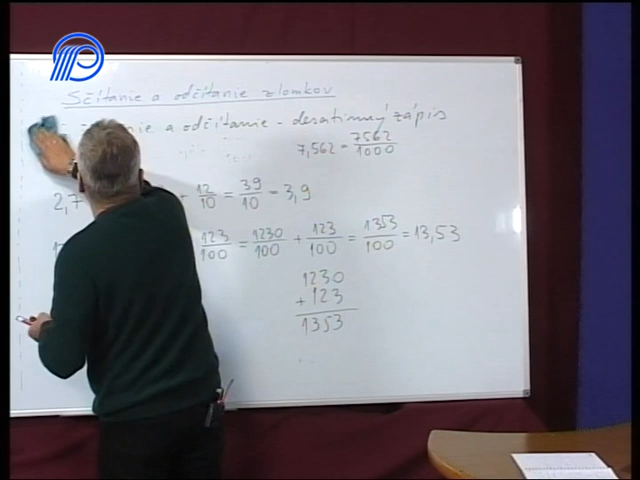 Sčítanie a odčítanie zlomkov
a odčítanie - desatinný zápis
7,562 = 7562/1000
2,7 + 12/10 = 39/10 = 3,9
123/100 = 1230/100 + 123/100 = 1353/100 = 13,53
1230
+ 123
1353